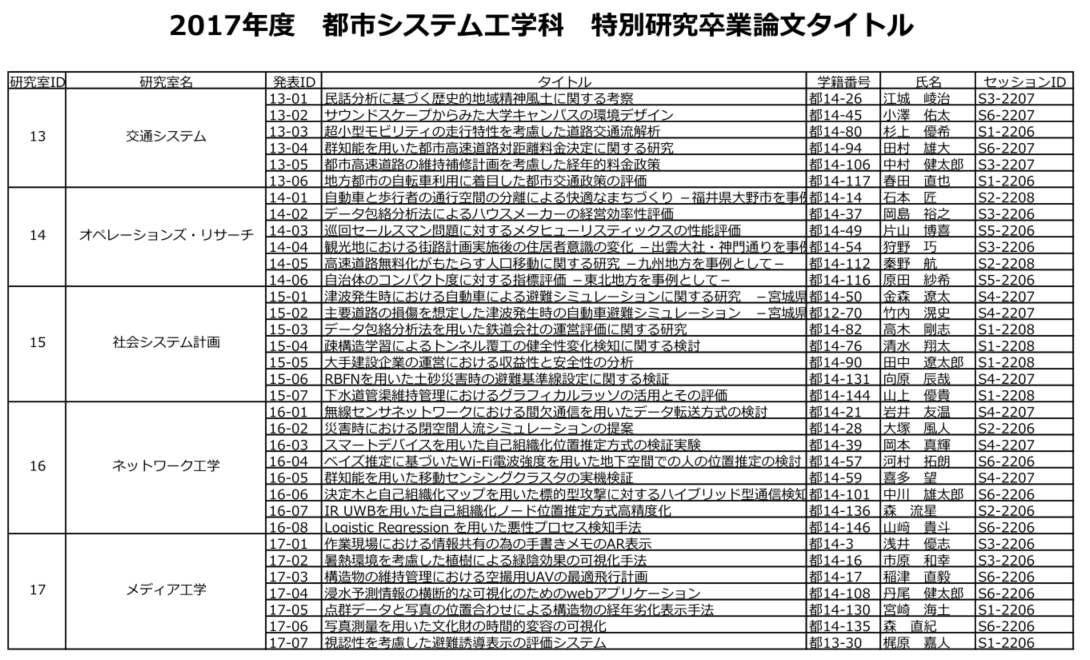 2017年度　都市システム工学科　特別研究卒業論文タイトル
研究室ID 研究室名 発表ID タイトル 学籍番号 氏名 セッションID
13 交通システム
13-01 民話分析に基づく歴史的地域精神風土に関する考察 都14-26 江城　崚治 S3-2207
13-02 サウンドスケープからみた大学キャンパスの環境デザイン 都14-45 小澤　佑太 S6-2207
13-03 超小型モビリティの走行特性を考慮した道路交通流解析 都14-80 杉上　優希 S1-2206
13-04 群知能を用いた都市高速道路対距離料金決定に関する研究 都14-94 田村　雄大 S6-2207
13-05 都市高速道路の維持補修計画を考慮した経年的料金政策 都14-106 中村　健太郎 S3-2207
13-06 地方都市の自転車利用に着目した都市交通政策の評価 都14-117 春田　直也 S1-2206
14 オペレーションズ・リサーチ
14-01 自動車と歩行者の通行空間の分離による快適なまちづくり －福井県大野市を事例 都14-14 石本　匠 S2-2208
14-02 データ包絡分析法によるハウスメーカーの経営効率性評価 都14-37 岡島　裕之 S3-2206
14-03 巡回セールスマン問題に対するメタヒューリスティックスの性能評価 都14-49 片山　博喜 S5-2206
14-04 観光地における街路計画実施後の住居者意識の変化 －出雲大社・神門通りを事例 都14-54 狩野　巧 S3-2206
14-05 高速道路無料化がもたらす人口移動に関する研究 －九州地方を事例として－ 都14-112 秦野　航 S2-2208
14-06 自治体のコンパクト度に対する指標評価 －東北地方を事例として－ 都14-116 原田　紗希 S5-2206
15 社会システム計画
15-01 津波発生時における自動車による避難シミュレーションに関する研究　－宮城県 都14-50 金森　遼太 S4-2207
15-02 主要道路の損傷を想定した津波発生時の自動車避難シミュレーション　－宮城県 都12-70 竹内　滉史 S4-2207
15-03 データ包絡分析法を用いた鉄道会社の運営評価に関する研究 都14-82 高木　剛志 S1-2208
15-04 疎構造学習によるトンネル覆工の健全性変化検知に関する検討 都14-76 清水　翔太 S1-2208
15-05 大手建設企業の運営における収益性と安全性の分析 都14-90 田中　遼太郎 S1-2208
15-06 RBFNを用いた土砂災害時の避難基準線設定に関する検証 都14-131 向原　辰哉 S4-2207
15-07 下水道管渠維持管理におけるグラフィカルラッソの活用とその評価 都14-144 山上　優貴 S1-2208
16 ネットワーク工学
16-01 無線センサネットワークにおける間欠通信を用いたデータ転送方式の検討 都14-21 岩井　友温 S4-2207
16-02 災害時における閉空間人流シミュレーションの提案 都14-28 大塚　風人 S2-2206
16-03 スマートデバイスを用いた自己組織化位置推定方式の検証実験 都14-39 岡本　真輝 S4-2207
16-04 ベイズ推定に基づいたWi-Fi電波強度を用いた地下空間での人の位置推定の検討 都14-57 河村　拓朗 S6-2206
16-05 群知能を用いた移動センシングクラスタの実機検証 都14-59 喜多　望 S4-2207
16-06 決定木と自己組織化マップを用いた標的型攻撃に対するハイブリッド型通信検知 都14-101 中川　雄太郎 S6-2206
16-07 IR UWBを用いた自己組織化ノード位置推定方式高精度化 都14-136 森　流星 S2-2206
16-08 Logistic Regression を用いた悪性プロセス検知手法 都14-146 山﨑　貴斗 S6-2206
17 メディア工学
17-01 作業現場における情報共有の為の手書きメモのAR表示 都14-3 浅井　優志 S3-2206
17-02 暑熱環境を考慮した植樹による緑陰効果の可視化手法 都14-16 市原　和幸 S3-2206
17-03 構造物の維持管理における空撮用UAVの最適飛行計画 都14-17 稲津　直毅 S6-2206
17-04 浸水予測情報の横断的な可視化のためのwebアプリケーション 都14-108 丹尾　健太郎 S6-2206
17-05 点群データと写真の位置合わせによる構造物の経年劣化表示手法 都14-130 宮崎　海土 S1-2206
17-06 写真測量を用いた文化財の時間的変容の可視化 都14-135 森　直紀 S6-2206
17-07 視認性を考慮した避難誘導表示の評価システム 都13-30 梶原　嘉人 S1-2206